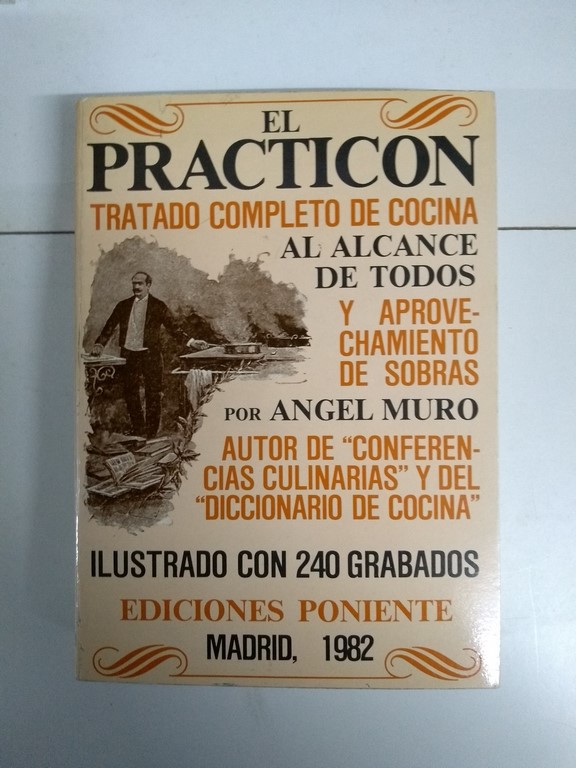 EL
PRACTICON
TRATADO COMPLETO DE COCINA
AL ALCANCE
DE TODOS
Y APROVE-
CHAMIENTO
DE SOBRAS
POR ANGEL MURO
AUTOR DE "CONFEREN-
CIAS CULINARIAS" Y DEL
"DICCIONARIO DE COCINA"
ILUSTRADO CON 240 GRABADOS
EDICIONES PONIENTE
MADRID, 1982